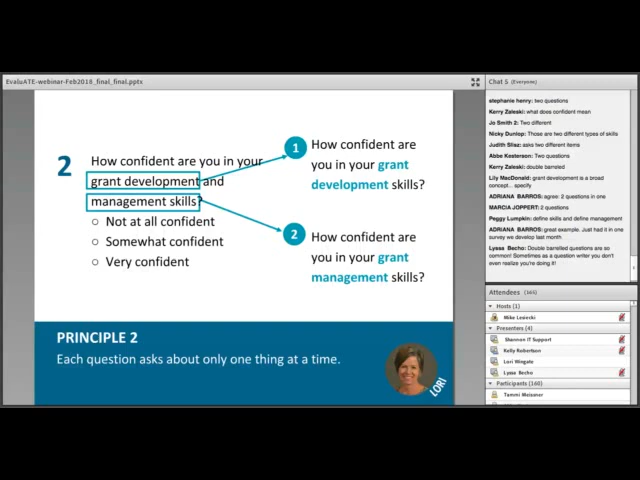 EvaluATE-webinar-Feb2018_final_final.pptx
2
How confident are you in your
grant development and
management skills?
○ Not at all confident
○ Somewhat confident
○ Very confident
1
How confident are
you in your grant
development skills?
2
How confident are
you in your grant
management skills?
PRINCIPLE 2
Each question asks about only one thing at a time.
LORI
Chat 5 (Everyone)
stephanie henry: two questions
Kerry Zaleski: what does confident mean
Jo Smith 2: Two different
Nicky Dunlop: Those are two different types of skills
Judith Slisz: asks two different items
Abbe Kosterson: Two questions
Kerry Zaleski: double bareled
Lily MacDonald: grant development is a broad
concept... specify
ADRIANA BARROS: agree: 2 questions in one
MARCIA JOPPERT: 2 questions
Peggy Lumpkin: define skills and define management
ADRIANA BARROS: great example. Just had it in one
survey we develop last month
Lyssa Becho: Double barrelled questions are so
common! Sometimes as a question writer you don't
even realize you're doing it!
Attendees
Hosts (1)
Mike Lesiecki
Presenters (4)
Shannon IT Support
Kelly Robertson
Lori Wingate
Lyssa Becho
Participants (160)
Tammi Meissner